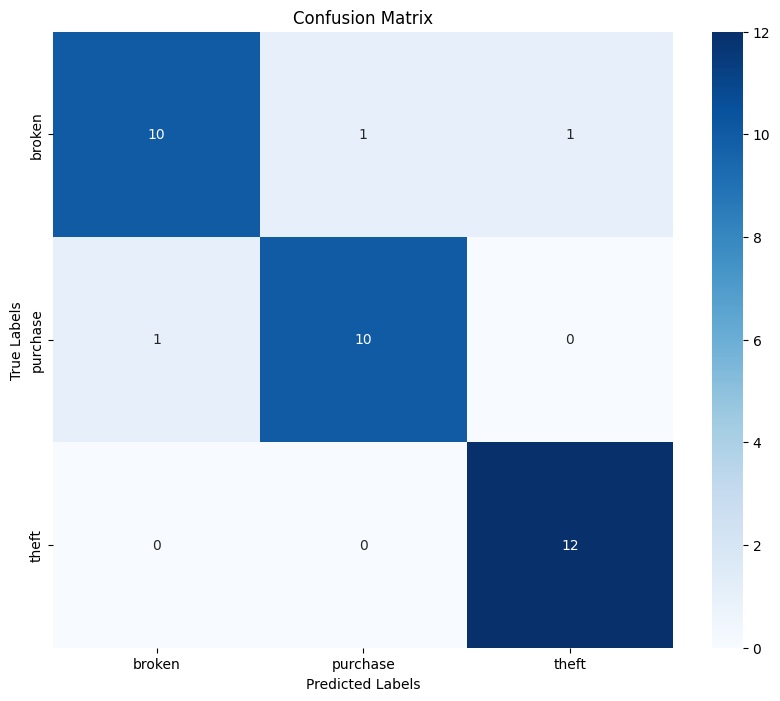 Confusion Matrix
True Labels
broken
10
1
1
purchase
1
10
0
theft
0
0
12
broken
purchase
theft
Predicted Labels
12
10
8
6
4
2
0